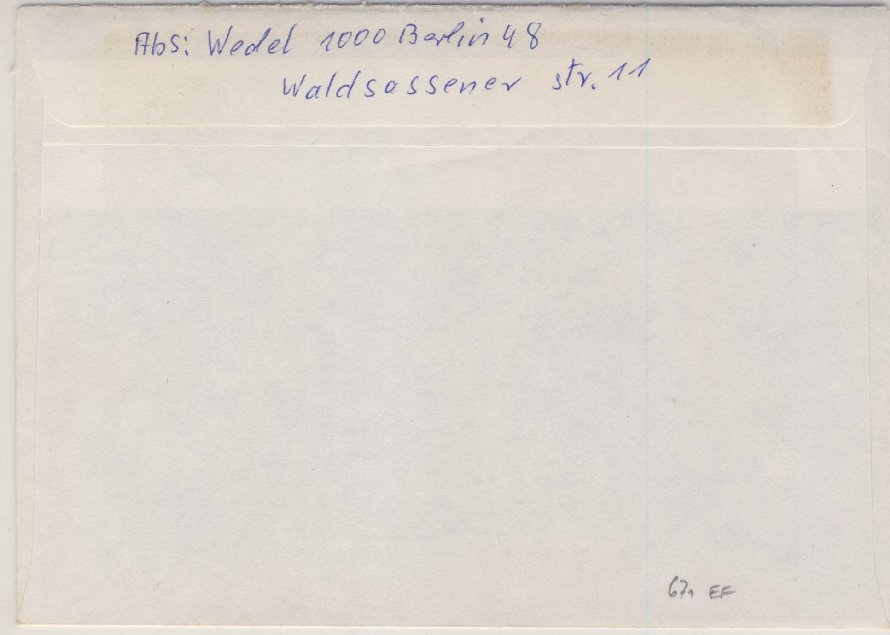 Abs: Wedel 1000 Berlin 48
Waldsassener str. 11
67, EF